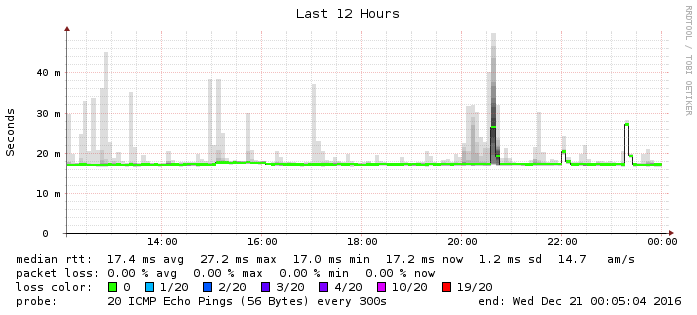 Last 12 Hours
RRDTOOL / TOBI OETIKER
Seconds
40 m
30 m
20 m
10 m
0
14:00 16:00 18:00 20:00 22:00 00:00
median rtt: 17.4 ms avg 27.2 ms max 17.0 ms min 17.2 ms now 1.2 ms sd 14.7 am/s
packet loss: 0.00 % avg 0.00 % max 0.00 % min 0.00 % now
loss color: 0 1/20 2/20 3/20 4/20 10/20 19/20
probe: 20 ICMP Echo Pings (56 Bytes) every 300s end: Wed Dec 21 00:05:04 2016